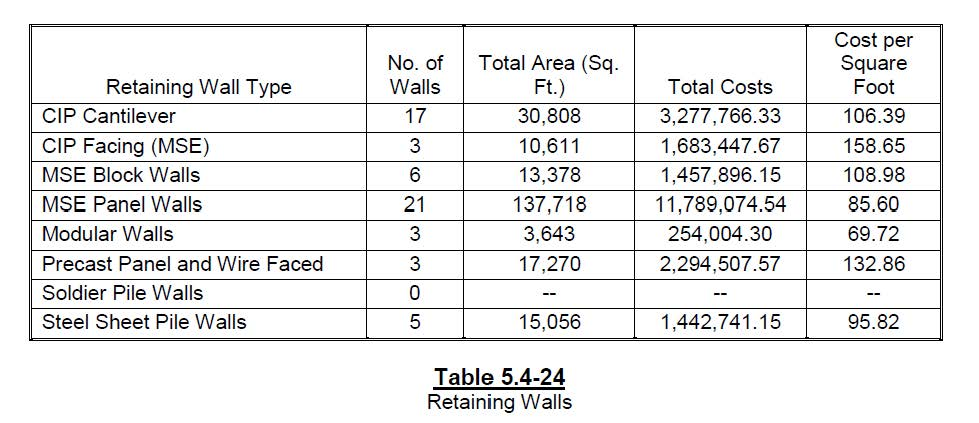 Retaining Wall Type No. of Walls Total Area (Sq. Ft.) Total Costs Cost per Square Foot
CIP Cantilever 17 30,808 3,277,766.33 106.39
CIP Facing (MSE) 3 10,611 1,683,447.67 158.65
MSE Block Walls 6 13,378 1,457,896.15 108.98
MSE Panel Walls 21 137,718 11,789,074.54 85.60
Modular Walls 3 3,643 254,004.30 69.72
Precast Panel and Wire Faced 3 17,270 2,294,507.57 132.86
Soldier Pile Walls 0 -- -- --
Steel Sheet Pile Walls 5 15,056 1,442,741.15 95.82
Table 5.4-24
Retaining Walls